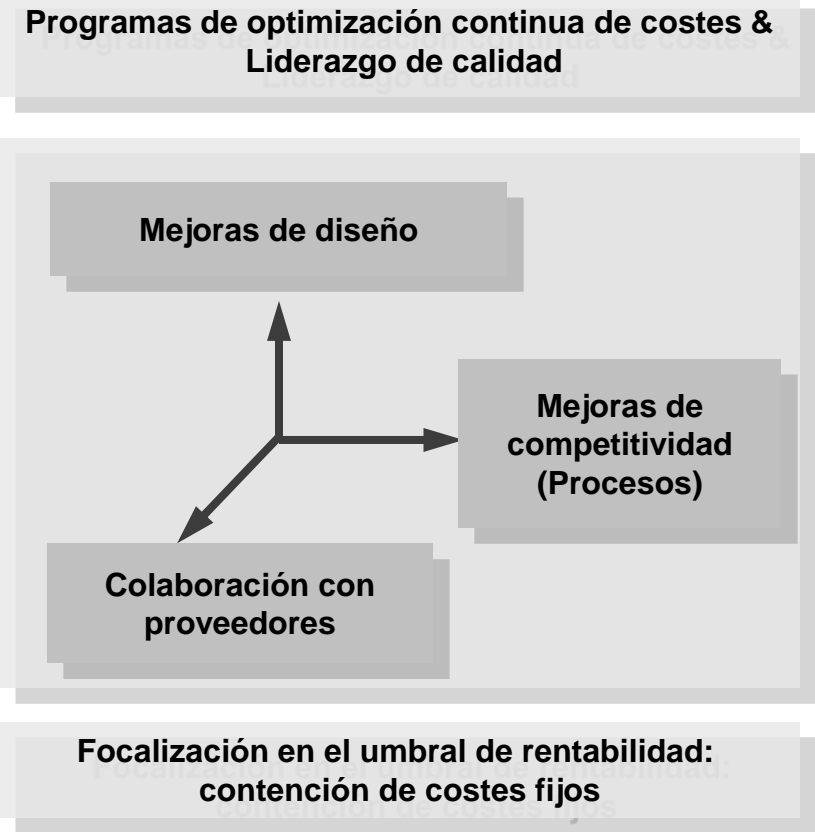 Programas de optimización continua de costes &
Liderazgo de calidad
Mejoras de diseño
Mejoras de
competitividad
(Procesos)
Colaboración con
proveedores
Focalización en el umbral de rentabilidad:
contención de costes fijos